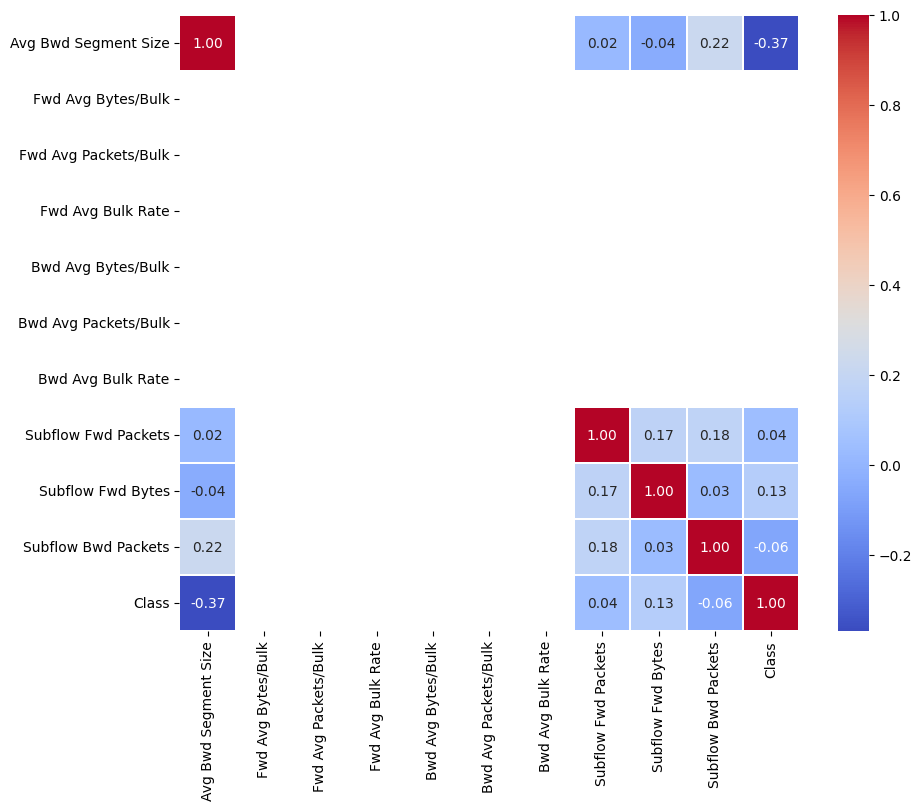 Avg Bwd Segment Size 1.00 0.02 -0.04 0.22 -0.37
Fwd Avg Bytes/Bulk
Fwd Avg Packets/Bulk
Fwd Avg Bulk Rate
Bwd Avg Bytes/Bulk
Bwd Avg Packets/Bulk
Bwd Avg Bulk Rate
Subflow Fwd Packets 0.02 1.00 0.17 0.18 0.04
Subflow Fwd Bytes -0.04 0.17 1.00 0.03 0.13
Subflow Bwd Packets 0.22 0.18 0.03 1.00 -0.06
Class -0.37 0.04 0.13 -0.06 1.00
Avg Bwd Segment Size
Fwd Avg Bytes/Bulk
Fwd Avg Packets/Bulk
Fwd Avg Bulk Rate
Bwd Avg Bytes/Bulk
Bwd Avg Packets/Bulk
Bwd Avg Bulk Rate
Subflow Fwd Packets
Subflow Fwd Bytes
Subflow Bwd Packets
Class
1.0
0.8
0.6
0.4
0.2
0.0
−0.2